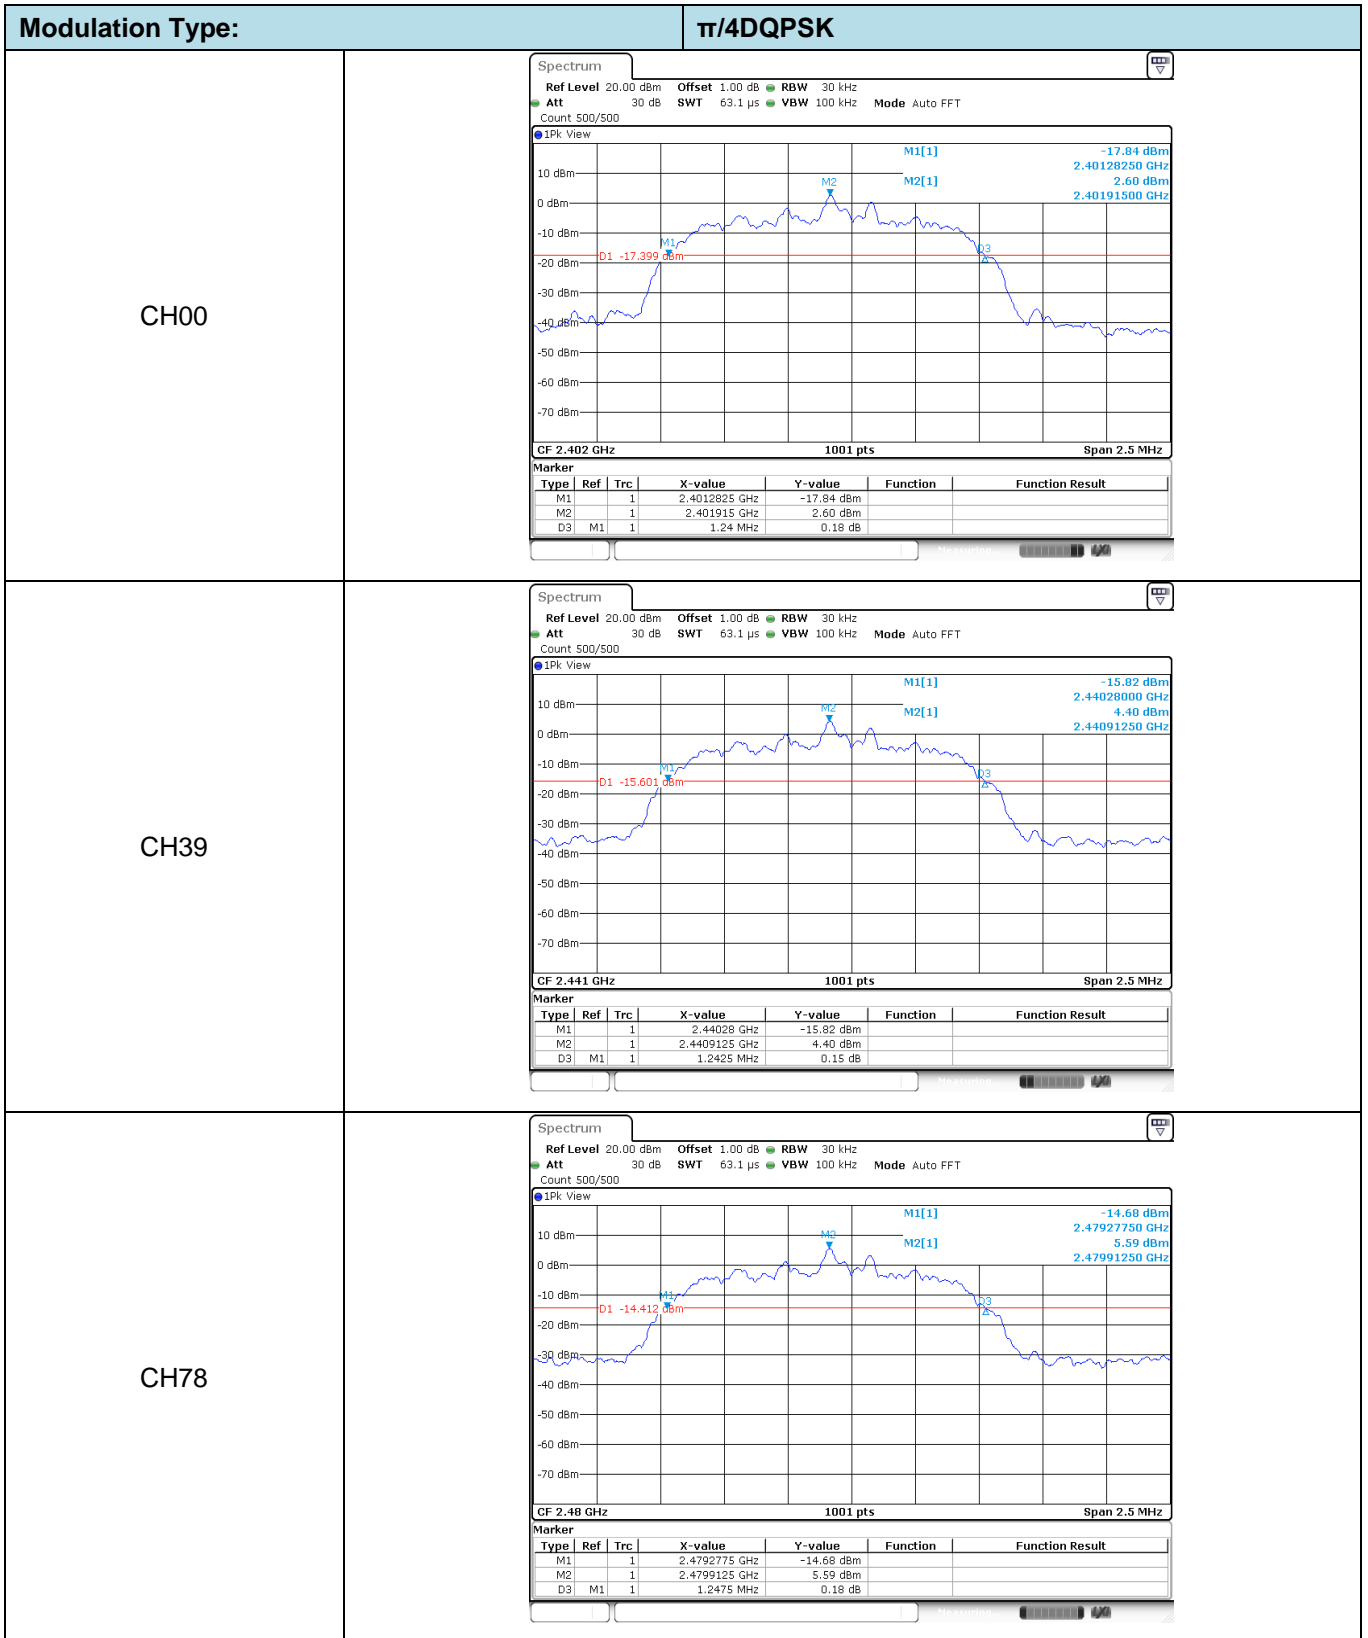 Modulation Type: π/4DQPSK
CH00
Spectrum
Ref Level 20.00 dBm Offset 1.00 dB RBW 30 kHz
Att 30 dB SWT 63.1 µs VBW 100 kHz Mode Auto FFT
Count 500/500
1Pk View
M1[1] -17.84 dBm
2.40128250 GHz
10 dBm
M2 M2[1] 2.60 dBm
2.40191500 GHz
0 dBm
-10 dBm
M1 D3
D1 -17.399 dBm
-20 dBm
-30 dBm
-40 dBm
-50 dBm
-60 dBm
-70 dBm
CF 2.402 GHz 1001 pts Span 2.5 MHz
Marker
Type Ref Trc X-value Y-value Function Function Result
M1 1 2.4012825 GHz -17.84 dBm
M2 1 2.401915 GHz 2.60 dBm
D3 M1 1 1.24 MHz 0.18 dB
Measuring
LXI
CH39
Spectrum
Ref Level 20.00 dBm Offset 1.00 dB RBW 30 kHz
Att 30 dB SWT 63.1 µs VBW 100 kHz Mode Auto FFT
Count 500/500
1Pk View
M1[1] -15.82 dBm
2.44028000 GHz
10 dBm
M2 M2[1] 4.40 dBm
2.44091250 GHz
0 dBm
-10 dBm
M1 D3
D1 -15.601 dBm
-20 dBm
-30 dBm
-40 dBm
-50 dBm
-60 dBm
-70 dBm
CF 2.441 GHz 1001 pts Span 2.5 MHz
Marker
Type Ref Trc X-value Y-value Function Function Result
M1 1 2.44028 GHz -15.82 dBm
M2 1 2.4409125 GHz 4.40 dBm
D3 M1 1 1.2425 MHz 0.15 dB
Measuring
LXI
CH78
Spectrum
Ref Level 20.00 dBm Offset 1.00 dB RBW 30 kHz
Att 30 dB SWT 63.1 µs VBW 100 kHz Mode Auto FFT
Count 500/500
1Pk View
M1[1] -14.68 dBm
2.47927750 GHz
10 dBm
M2 M2[1] 5.59 dBm
2.47991250 GHz
0 dBm
-10 dBm
M1 D3
D1 -14.412 dBm
-20 dBm
-30 dBm
-40 dBm
-50 dBm
-60 dBm
-70 dBm
CF 2.48 GHz 1001 pts Span 2.5 MHz
Marker
Type Ref Trc X-value Y-value Function Function Result
M1 1 2.4792775 GHz -14.68 dBm
M2 1 2.4799125 GHz 5.59 dBm
D3 M1 1 1.2475 MHz 0.18 dB
Measuring
LXI